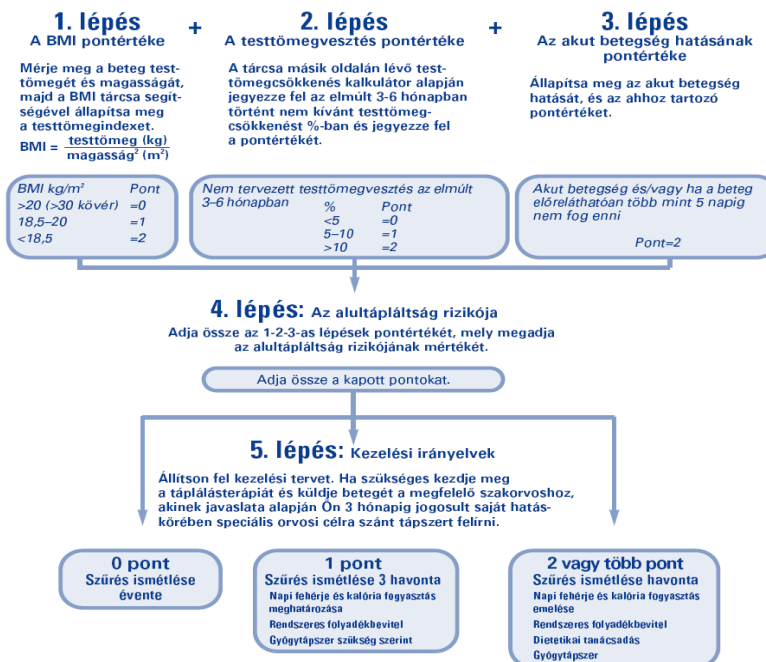 1. lépés
A BMI pontértéke
Mérje meg a beteg test-
tömegét és magasságát,
majd a BMI tárcsa segít-
ségével állapítsa meg
a testtömegindexet.
BMI = testtömeg (kg)
magasság² (m²)
BMI kg/m² Pont
>20 (>30 kövér) =0
18,5–20 =1
<18,5 =2
+
2. lépés
A testtömegvesztés pontértéke
A tárcsa másik oldalán lévő test-
tömegcsökkenés kalkulátor alapján
jegyezze fel az elmúlt 3-6 hónapban
történt nem kívánt testtömeg-
csökkenést %-ban és jegyezze fel
a pontértékét.
Nem tervezett testtömegvesztés az elmúlt
3–6 hónapban
% Pont
<5 =0
5–10 =1
>10 =2
+
3. lépés
Az akut betegség hatásának
pontértéke
Állapítsa meg az akut betegség
hatását, és az ahhoz tartozó
pontértéket.
Akut betegség és/vagy ha a beteg
előreláthatóan több mint 5 napig
nem fog enni
Pont=2
4. lépés: Az alultápláltság rizikója
Adja össze az 1-2-3-as lépések pontértékét, mely megadja
az alultápláltság rizikójának mértékét.
Adja össze a kapott pontokat.
5. lépés: Kezelési irányelvek
Állítson fel kezelési tervet. Ha szükséges kezdje meg
a táplálásterápiát és küldje betegét a megfelelő szakorvoshoz,
akinek javaslata alapján Ön 3 hónapig jogosult saját hatás-
körében speciális orvosi célra szánt tápszert felírni.
0 pont
Szűrés ismétlése
évente
1 pont
Szűrés ismétlése 3 havonta
Napi fehérje és kalória fogyasztás
meghatározása
Rendszeres folyadékbevitel
Gyógytápszer szükség szerint
2 vagy több pont
Szűrés ismétlése havonta
Napi fehérje és kalória fogyasztás
emelése
Rendszeres folyadékbevitel
Dietetikai tanácsadás
Gyógytápszer